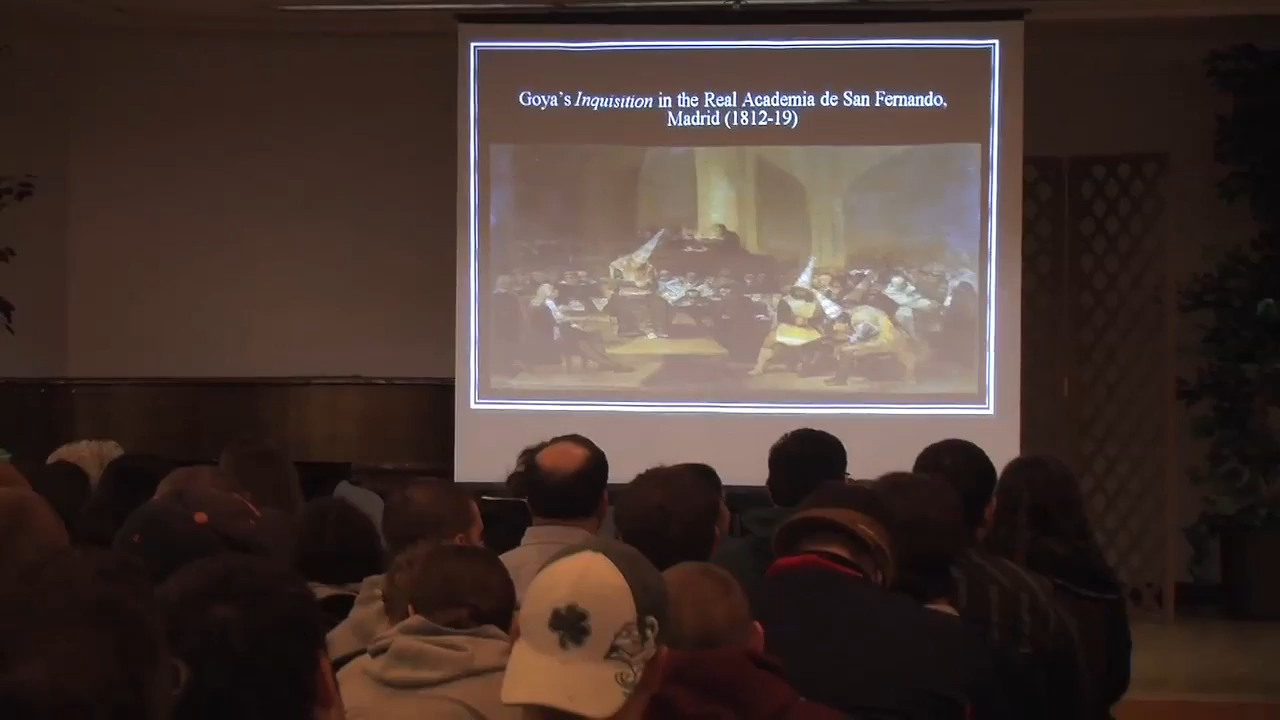 Goya's Inquisition in the Real Academia de San Fernando,
Madrid (1812-19)